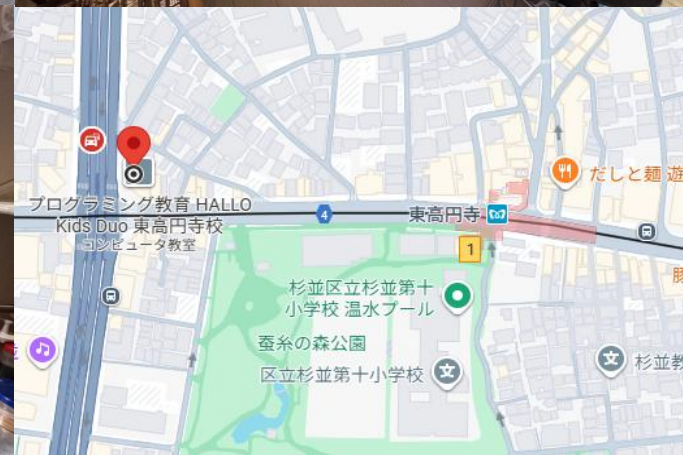 プログラミング教育 HALLO
Kids Duo 東高円寺校
コンピュータ教室
4
東高円寺
だしと麺 遊
1
杉並区立杉並第十
小学校 温水プール
蚕糸の森公園
区立杉並第十小学校
文
文
杉並教
豚